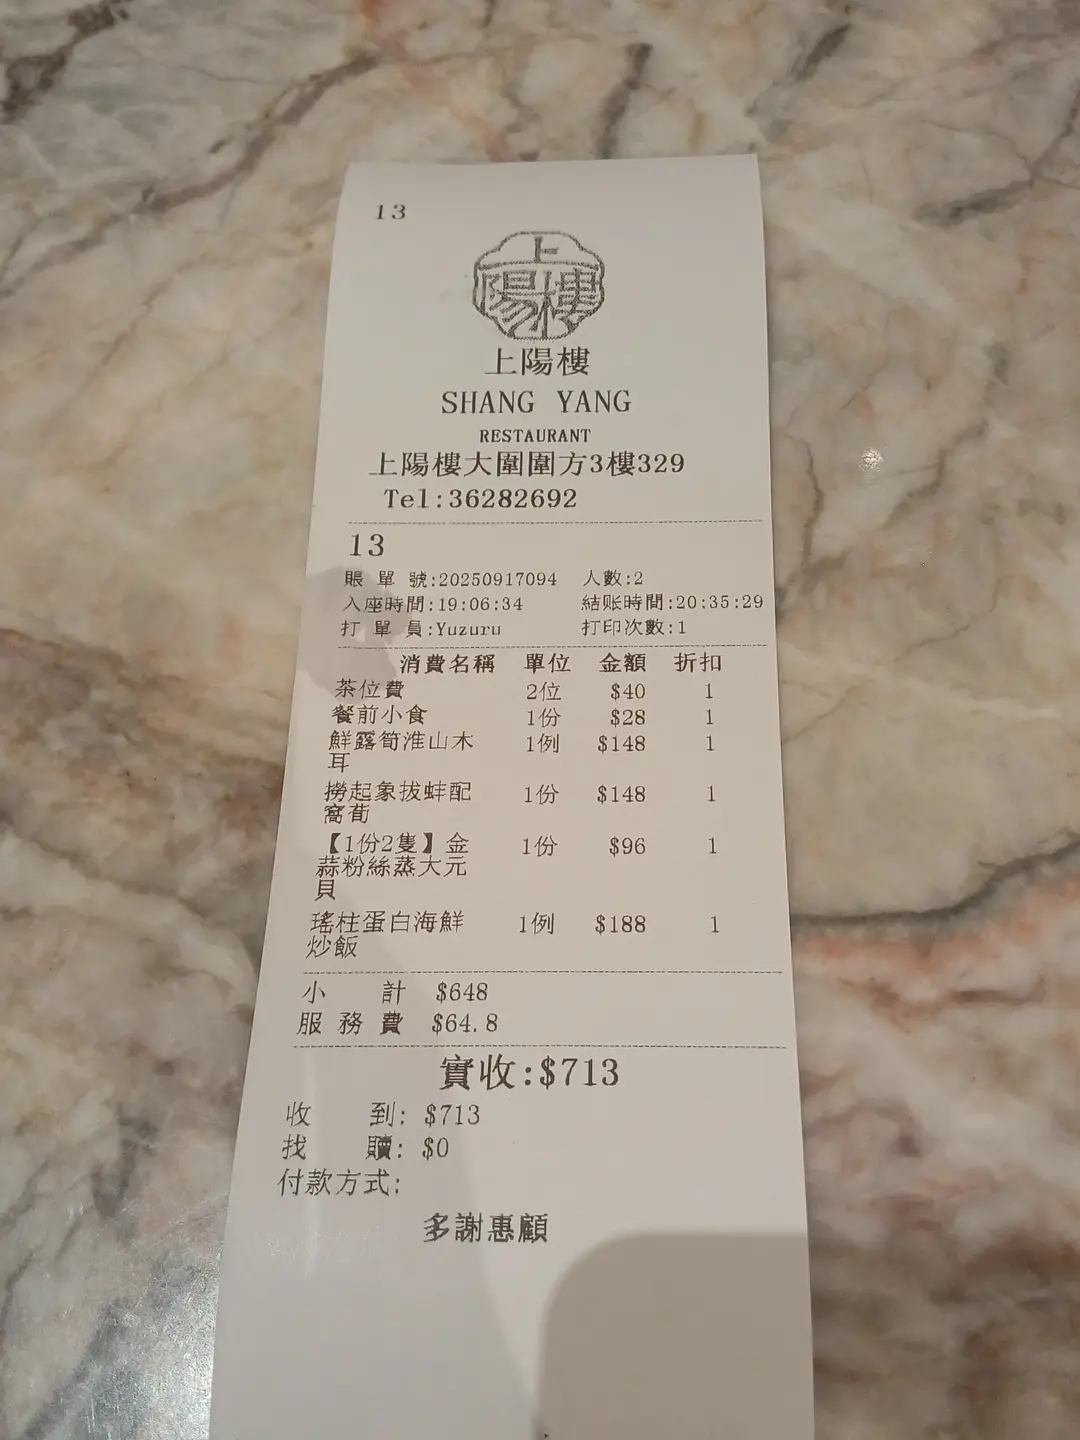 13
上陽樓
上陽樓
SHANG YANG
RESTAURANT
上陽樓大圍圍方3樓329
Tel:36282692
13
賬 單 號:20250917094 人數:2
入座時間:19:06:34 結账時間:20:35:29
打 單 員:Yuzuru 打印次數:1
消費名稱 單位 金額 折扣
茶位費 2位 $40 1
餐前小食 1份 $28 1
鮮露筍淮山木 1例 $148 1
耳
撈起象拔蚌配 1份 $148 1
窩萄
【1份2隻】金 1份 $96 1
蒜粉絲蒸大元
貝
瑤柱蛋白海鮮 1例 $188 1
炒飯
小 計 $648
服 務 費 $64.8
實收:$713
收 到: $713
找 贖: $0
付款方式:
多謝惠顧